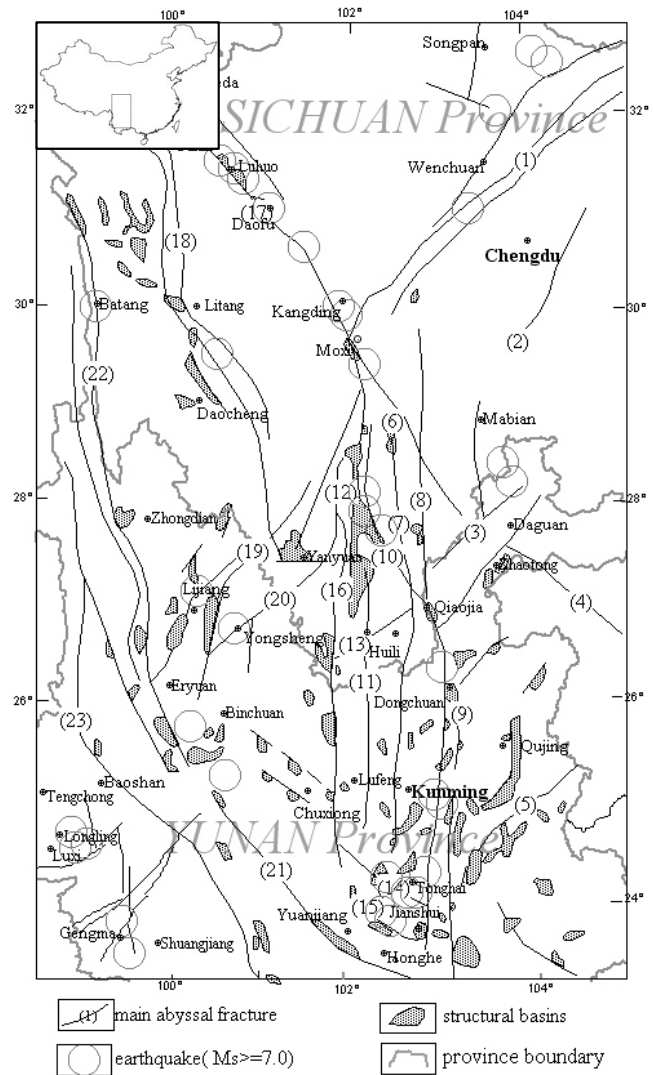 100°
102°
104°
Songpan
eda
32°
32°
SICHUAN Province
(1)
Wenchuan
Luhuo
(17)
Daofu
(18)
Chengdu
30°
Batang
Litang
Kangding
30°
(2)
Moxi
(22)
Daocheng
(6)
Mabian
28°
(12)
(8)
28°
Zhongdian
(7)
(3)
Daguan
(19)
Yanyuan
(10)
Zhaotong
Lijiang
(20)
(16)
Qiaojia
(4)
Yongsheng
(13)
Huili
Eryuan
(11)
Dongchuan
26°
Binchuan
26°
(23)
(9)
Qujing
Baoshan
Lufeng
Tengchong
Kunming
Chuxiong
(5)
Longling
YUNAN Province
Luxi
(21)
(14)
Tonghai
24°
(15)
Jianshui
24°
Yuanjiang
Gengma
Shuangjiang
Honghe
100°
102°
104°
(1) main abyssal fracture
structural basins
earthquake( Ms>=7.0)
province boundary